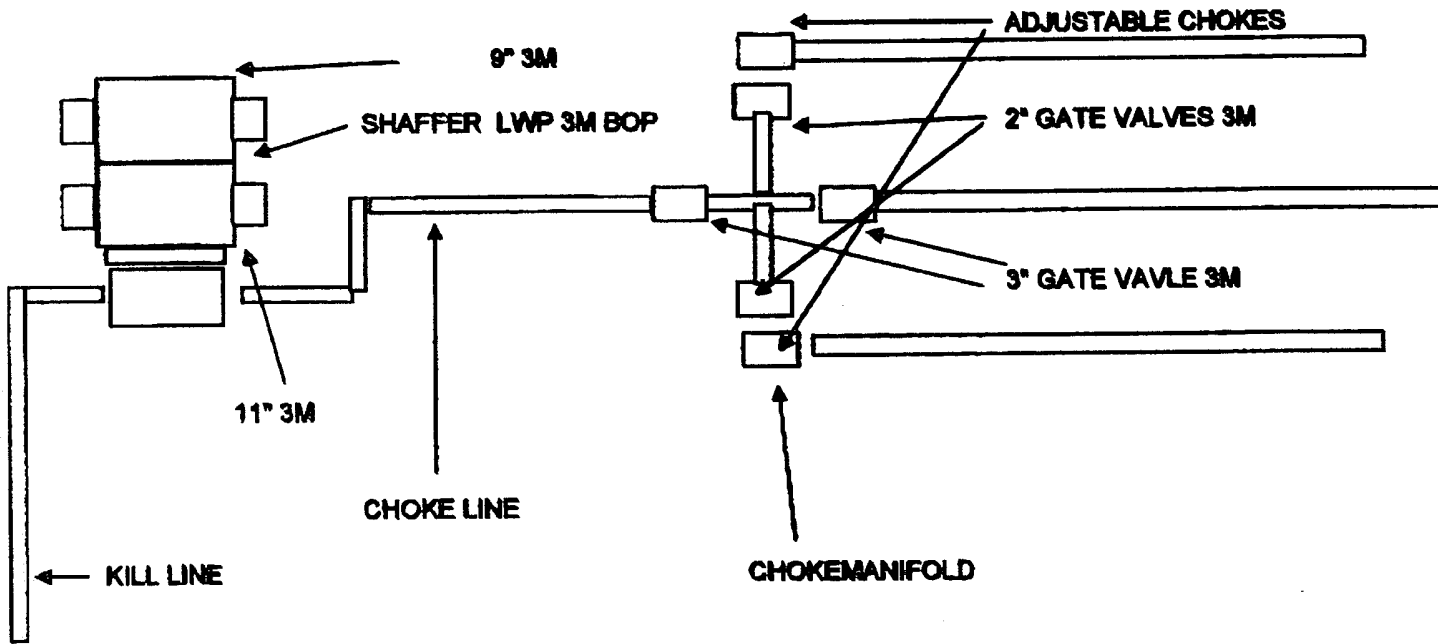 ADJUSTABLE CHOKES
9" 3M
SHAFFER LWP 3M BOP
2" GATE VALVES 3M
3" GATE VAVLE 3M
11" 3M
CHOKE LINE
KILL LINE
CHOKEMANIFOLD